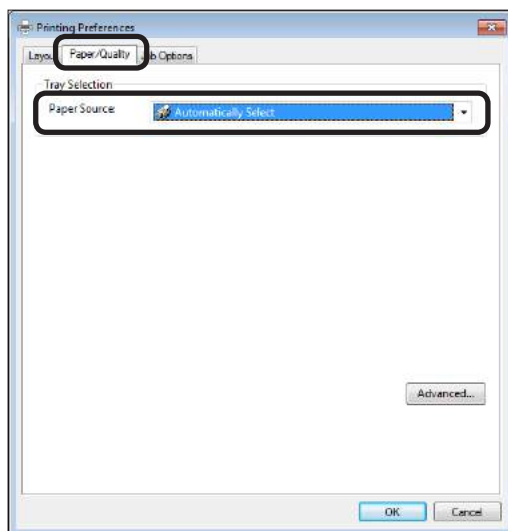 Printing Preferences
Paper/Quality
Tray Selection
Paper Source:
Automatically Select
Advanced...
OK
Cancel